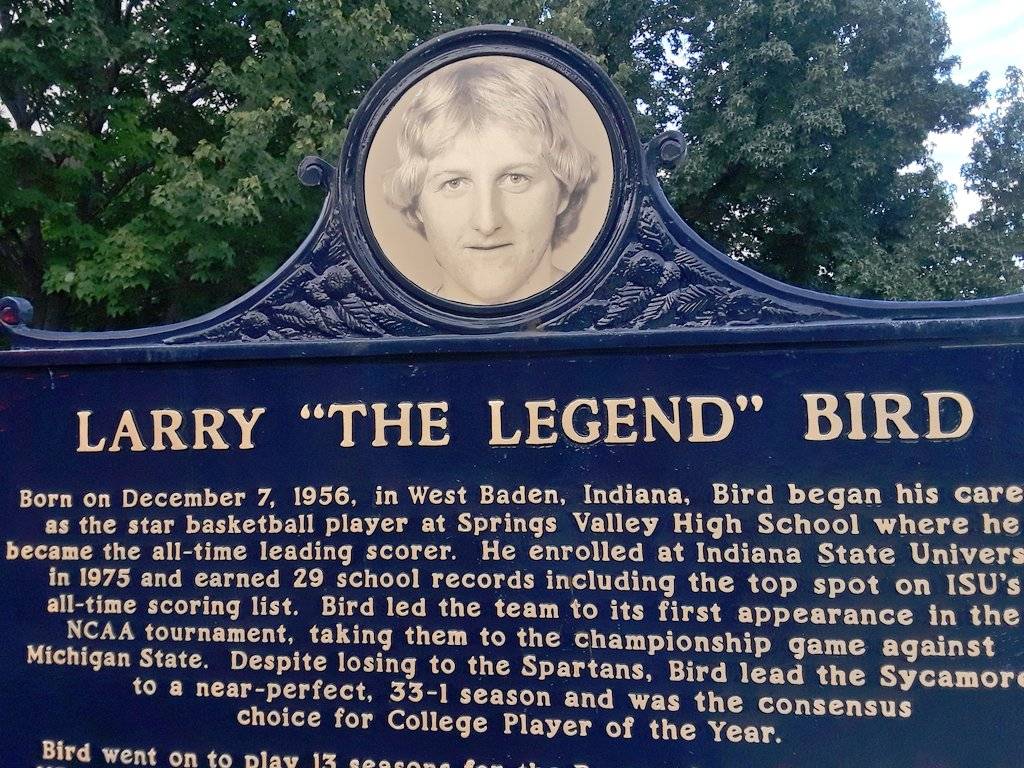 LARRY “THE LEGEND” BIRD
Born on December 7, 1956, in West Baden, Indiana, Bird began his care
as the star basketball player at Springs Valley High School where he
became the all-time leading scorer. He enrolled at Indiana State Univers
in 1975 and earned 29 school records including the top spot on ISU's
all-time scoring list. Bird led the team to its first appearance in the
NCAA tournament, taking them to the championship game against
Michigan State. Despite losing to the Spartans, Bird lead the Sycamore
to a near-perfect, 33-1 season and was the consensus
choice for College Player of the Year.
Bird went on to play 13 seasons for the